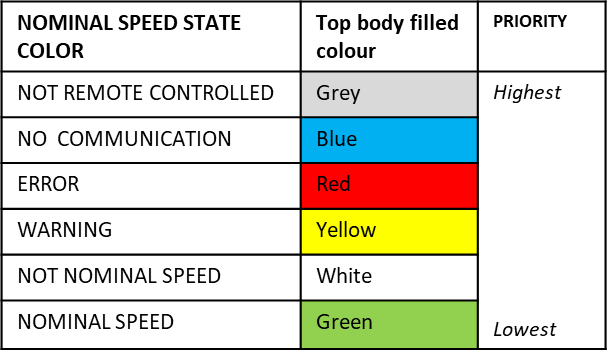 NOMINAL SPEED STATE
COLOR
Top body filled
colour
PRIORITY
NOT REMOTE CONTROLLED
Grey
Highest
NO COMMUNICATION
Blue
ERROR
Red
WARNING
Yellow
NOT NOMINAL SPEED
White
NOMINAL SPEED
Green
Lowest